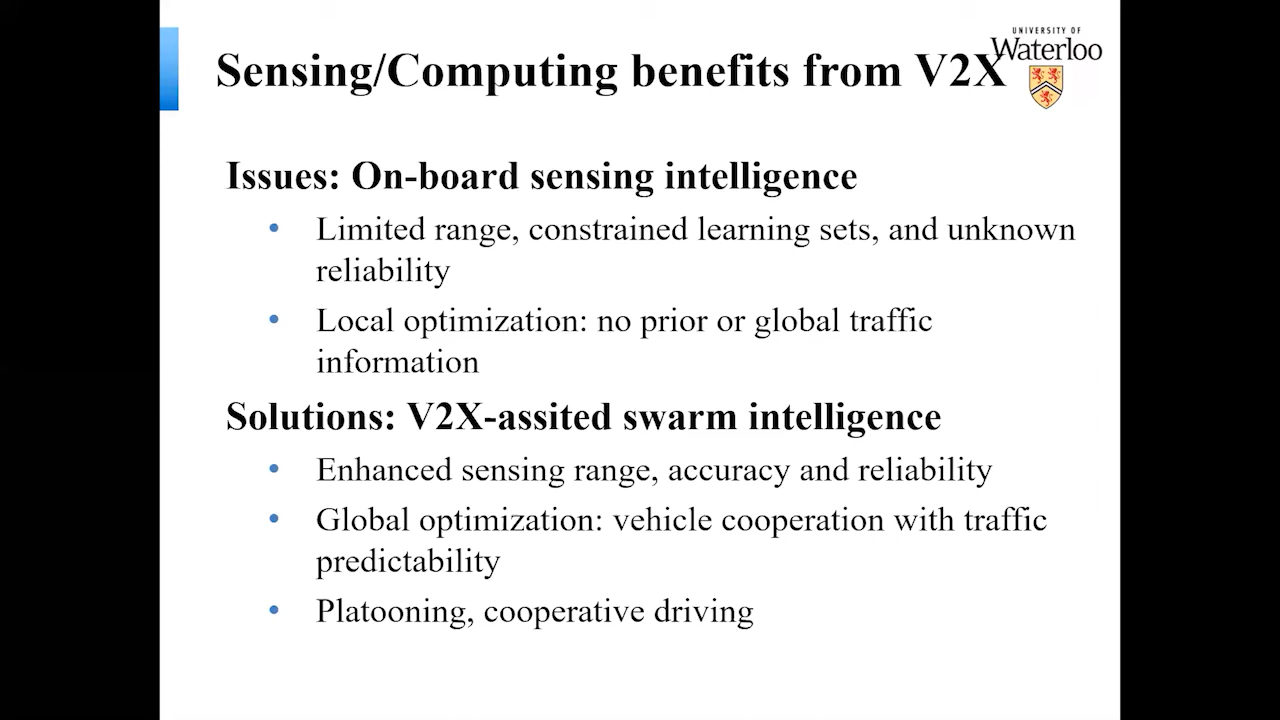 UNIVERSITY OF
Waterloo
Sensing/Computing benefits from V2X
Issues: On-board sensing intelligence
• Limited range, constrained learning sets, and unknown
reliability
• Local optimization: no prior or global traffic
information
Solutions: V2X-assited swarm intelligence
• Enhanced sensing range, accuracy and reliability
• Global optimization: vehicle cooperation with traffic
predictability
• Platooning, cooperative driving